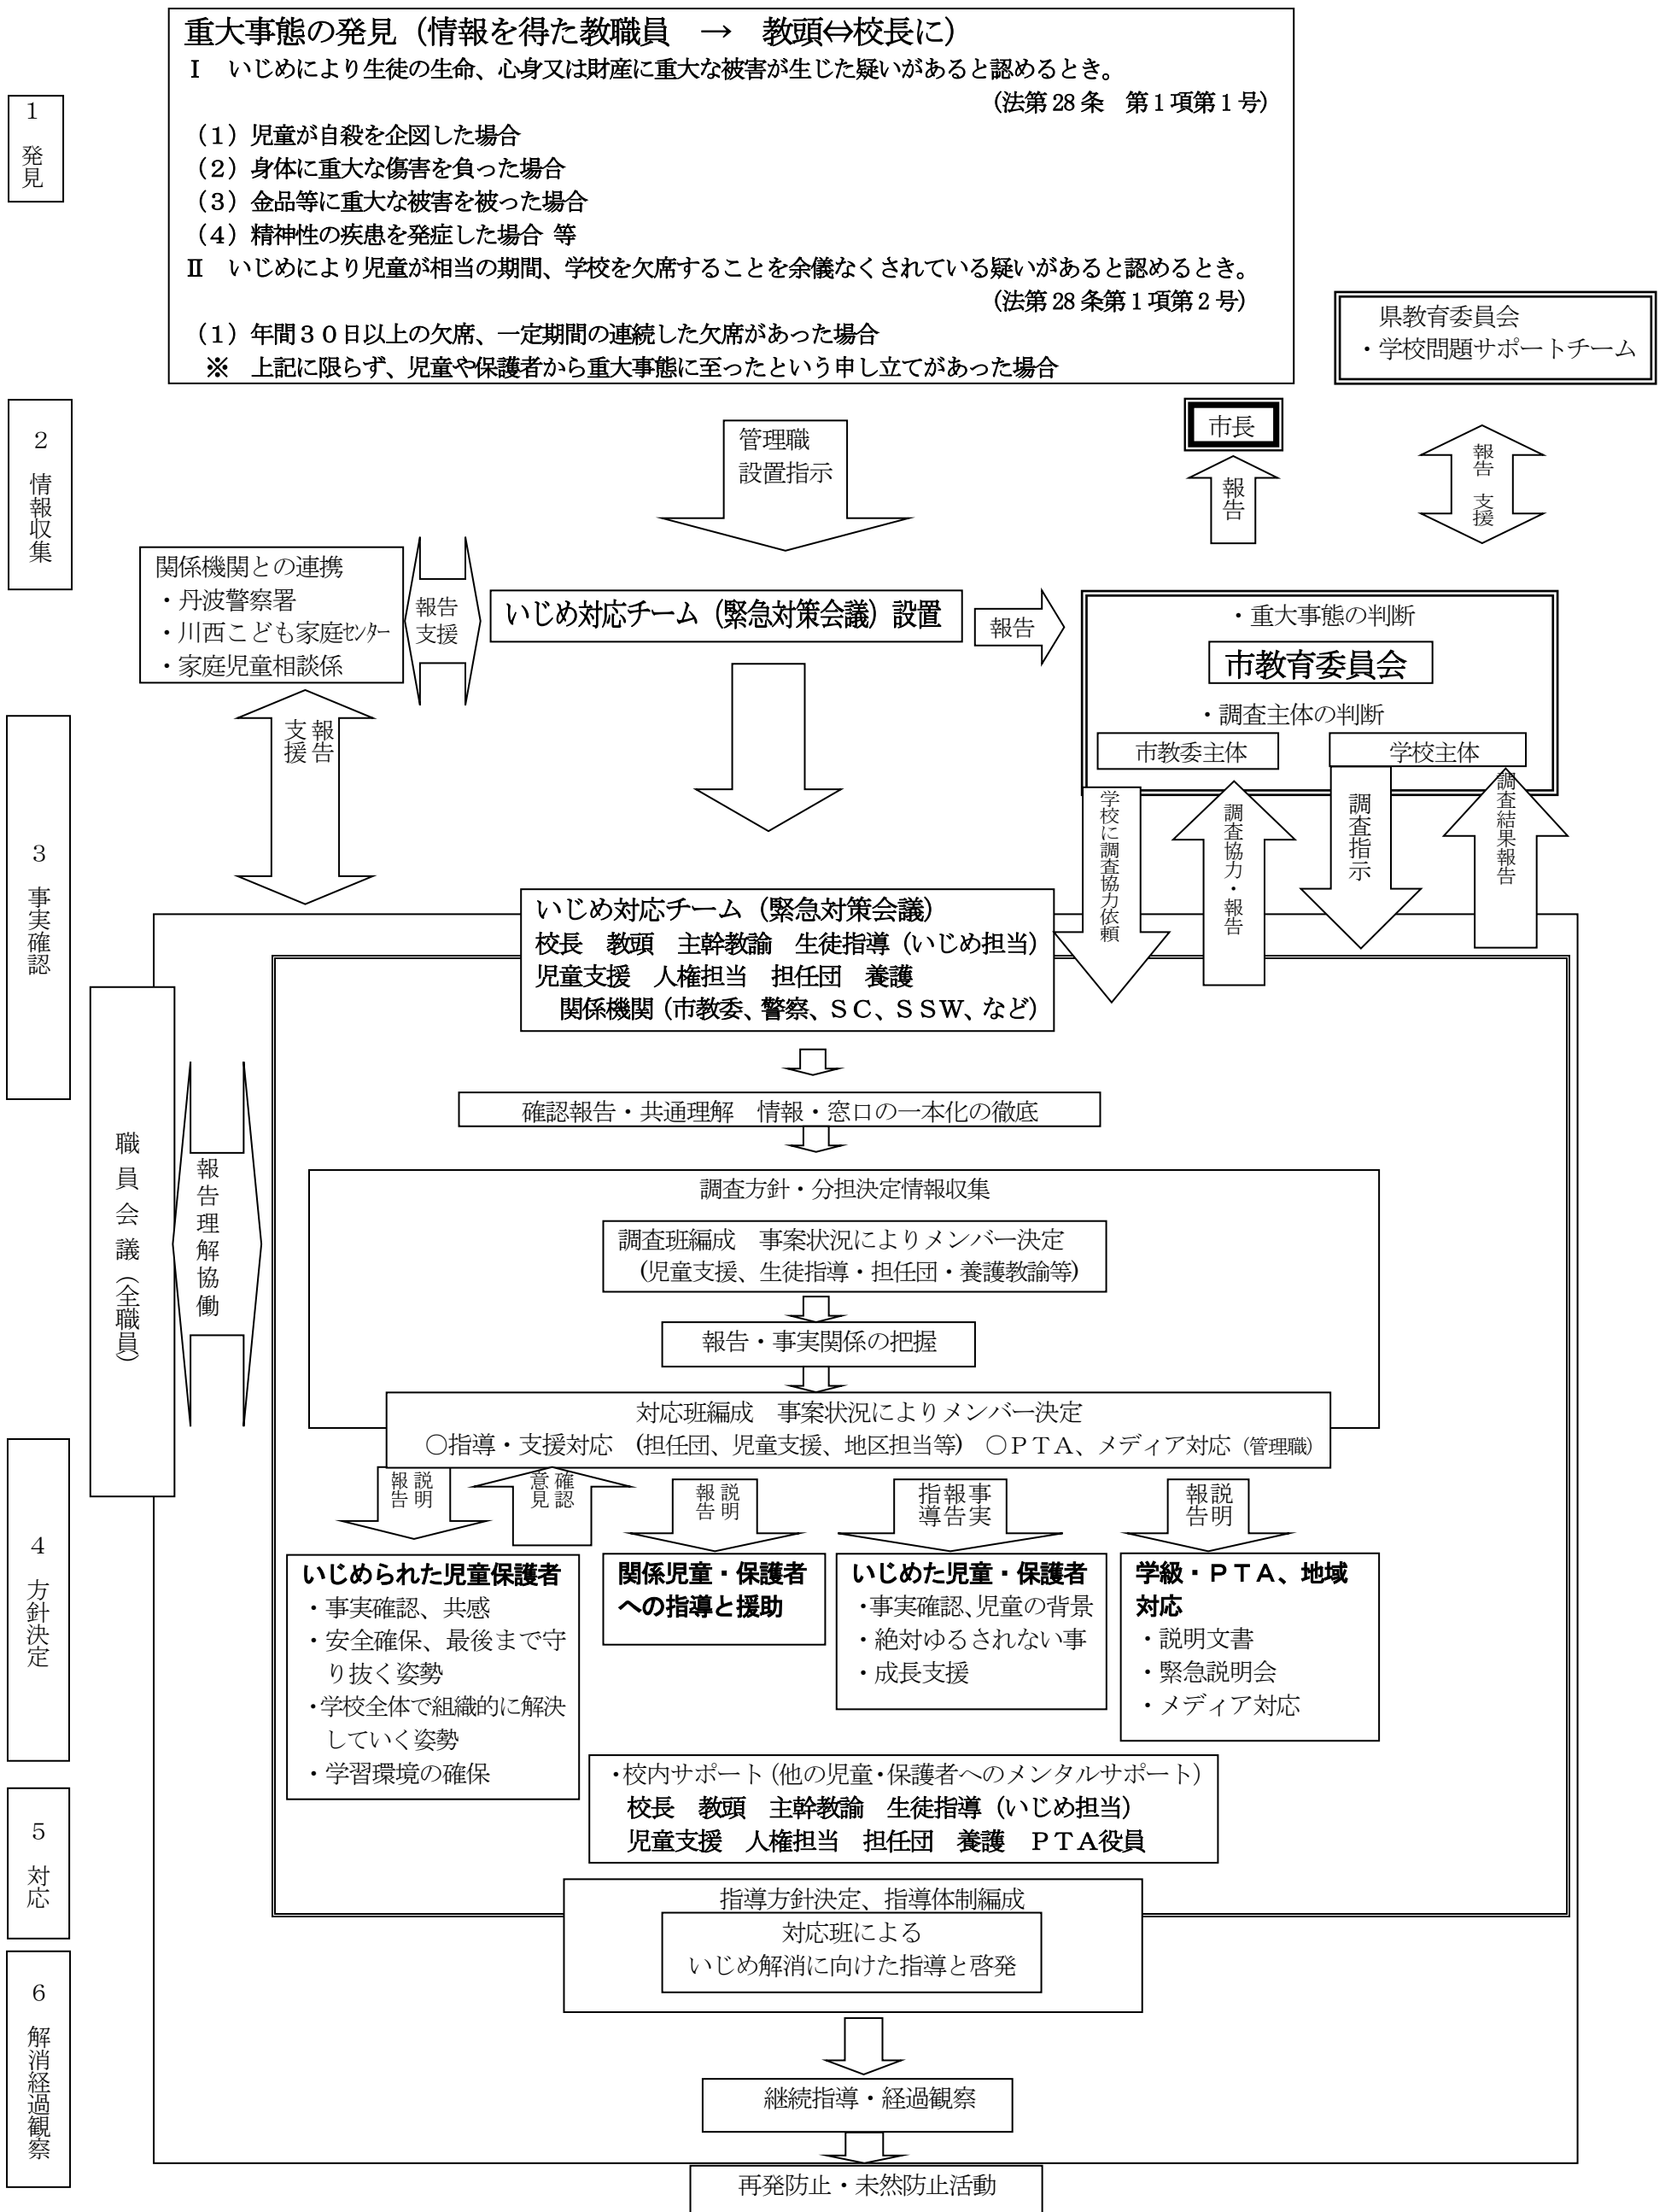 重大事態の発見（情報を得た教職員　→　教頭⇔校長に）
Ⅰ　いじめにより生徒の生命、心身又は財産に重大な被害が生じた疑いがあると認めるとき。
（法第28条　第1項第1号）
（１）児童が自殺を企図した場合
（２）身体に重大な傷害を負った場合
（３）金品等に重大な被害を被った場合
（４）精神性の疾患を発症した場合 等
Ⅱ　いじめにより児童が相当の期間、学校を欠席することを余儀なくされている疑いがあると認めるとき。
（法第28条第1項第2号）
（１）年間３０日以上の欠席、一定期間の連続した欠席があった場合
※　上記に限らず、児童や保護者から重大事態に至ったという申し立てがあった場合
１　発見
県教育委員会
・学校問題サポートチーム
２　情報収集
管理職
設置指示
市長
報告
報告　支援
関係機関との連携
・丹波警察署
・川西こども家庭ｾﾝﾀｰ
・家庭児童相談係
報告
支援
いじめ対応チーム（緊急対策会議）設置
報告
・重大事態の判断
市教育委員会
・調査主体の判断
市教委主体
学校主体
報告
支援
学校に調査協力依頼
調査協力・報告
調査指示
調査結果報告
３　事実確認
いじめ対応チーム（緊急対策会議）
校長　教頭　主幹教諭　生徒指導（いじめ担当）
児童支援　人権担当　担任団　養護
関係機関（市教委、警察、ＳＣ、ＳＳＷ、など）
確認報告・共通理解　情報・窓口の一本化の徹底
職員会議（全職員）
報告理解協働
調査方針・分担決定情報収集
調査班編成　事案状況によりメンバー決定
（児童支援、生徒指導・担任団・養護教諭等）
報告・事実関係の把握
対応班編成　事案状況によりメンバー決定
○指導・支援対応　（担任団、児童支援、地区担当等）　○ＰＴＡ、メディア対応（管理職）
説明
報告
確認
意見
説明
報告
事実
報告
指導
説明
報告
４　方針決定
いじめられた児童保護者
・事実確認、共感
・安全確保、最後まで守
り抜く姿勢
・学校全体で組織的に解決
していく姿勢
・学習環境の確保
関係児童・保護者
への指導と援助
いじめた児童・保護者
・事実確認、児童の背景
・絶対ゆるされない事
・成長支援
学級・ＰＴＡ、地域
対応
・説明文書
・緊急説明会
・メディア対応
・校内サポート（他の児童・保護者へのメンタルサポート）
校長　教頭　主幹教諭　生徒指導（いじめ担当）
児童支援　人権担当　担任団　養護　ＰＴＡ役員
５　対応
指導方針決定、指導体制編成
対応班による
いじめ解消に向けた指導と啓発
６　解消経過観察
継続指導・経過観察
再発防止・未然防止活動